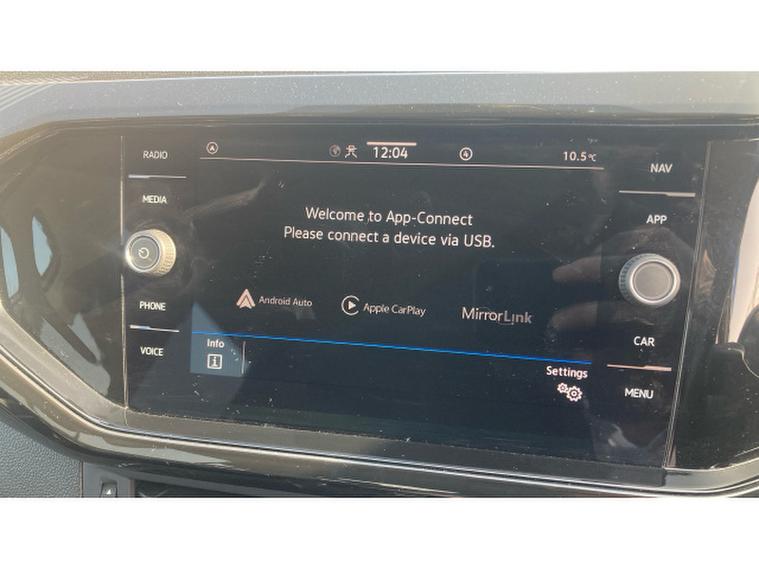 RADIO
MEDIA
PHONE
VOICE
A
12:04
4
10.5°C
Welcome to App-Connect
Please connect a device via USB.
Android Auto
Apple CarPlay
MirrorLink
Info
Settings
NAV
APP
CAR
MENU